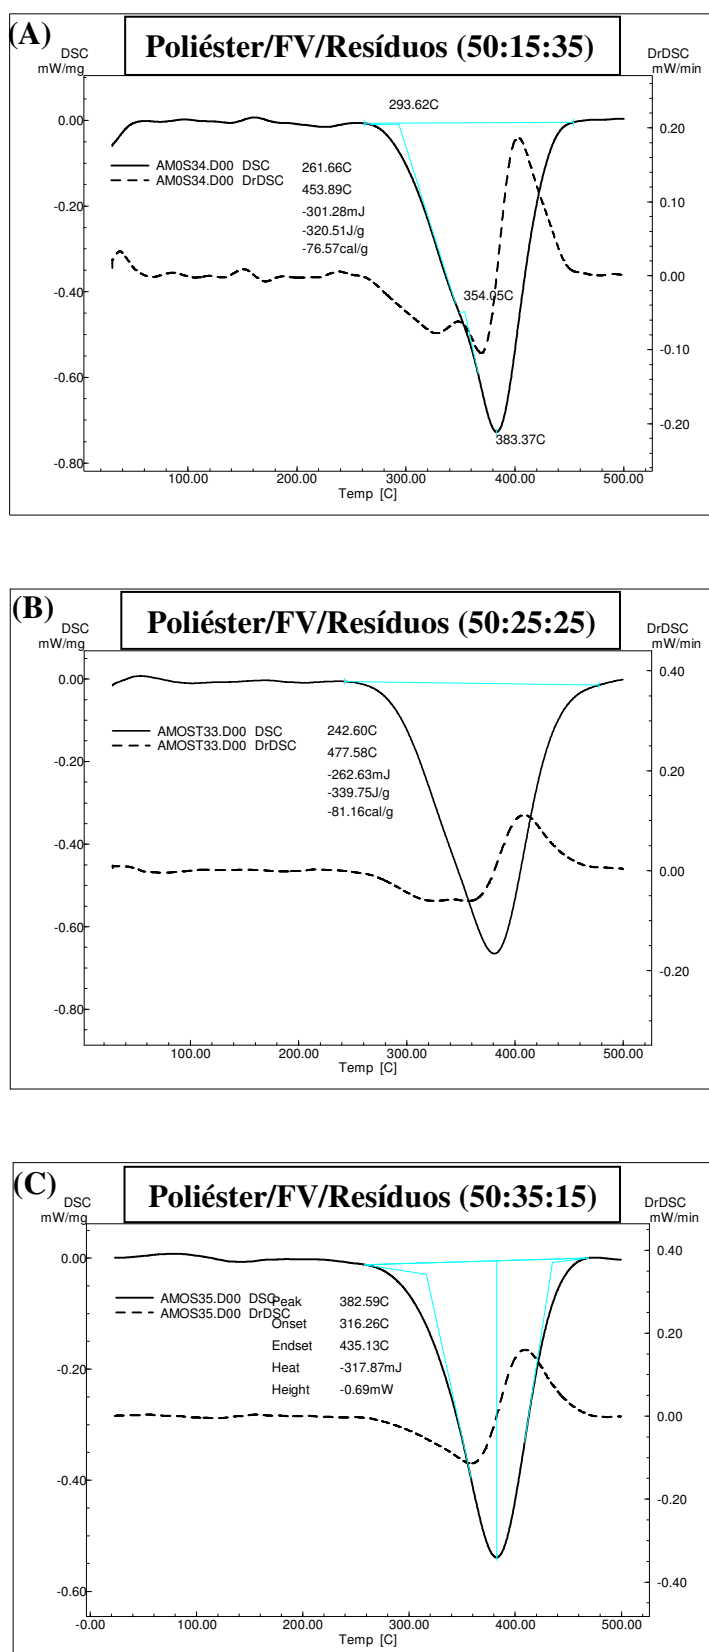 (A)
Poliéster/FV/Resíduos (50:15:35)
DSC
mW/mg
DrDSC
mW/min
293.62C
0.00
0.20
AM0S34.D00 DSC
AM0S34.D00 DrDSC
261.66C
453.89C
-301.28mJ
-320.51J/g
-76.57cal/g
-0.20
0.10
0.00
-0.40
354.05C
-0.10
-0.60
-0.20
383.37C
-0.80
100.00 200.00 300.00 400.00 500.00
Temp [C]
(B)
Poliéster/FV/Resíduos (50:25:25)
DSC
mW/mg
DrDSC
mW/min
0.00
0.40
AMOST33.D00 DSC
AMOST33.D00 DrDSC
242.60C
477.58C
-262.63mJ
-339.75J/g
-81.16cal/g
-0.20
0.20
-0.40
0.00
-0.60
-0.20
-0.80
100.00 200.00 300.00 400.00 500.00
Temp [C]
(C)
Poliéster/FV/Resíduos (50:35:15)
DSC
mW/mg
DrDSC
mW/min
0.00
0.40
AMOS35.D00 DSC
AMOS35.D00 DrDSC
Peak 382.59C
Onset 316.26C
Endset 435.13C
Heat -317.87mJ
Height -0.69mW
0.20
-0.20
0.00
-0.40
-0.20
-0.60
-0.40
-0.00 100.00 200.00 300.00 400.00 500.00
Temp [C]